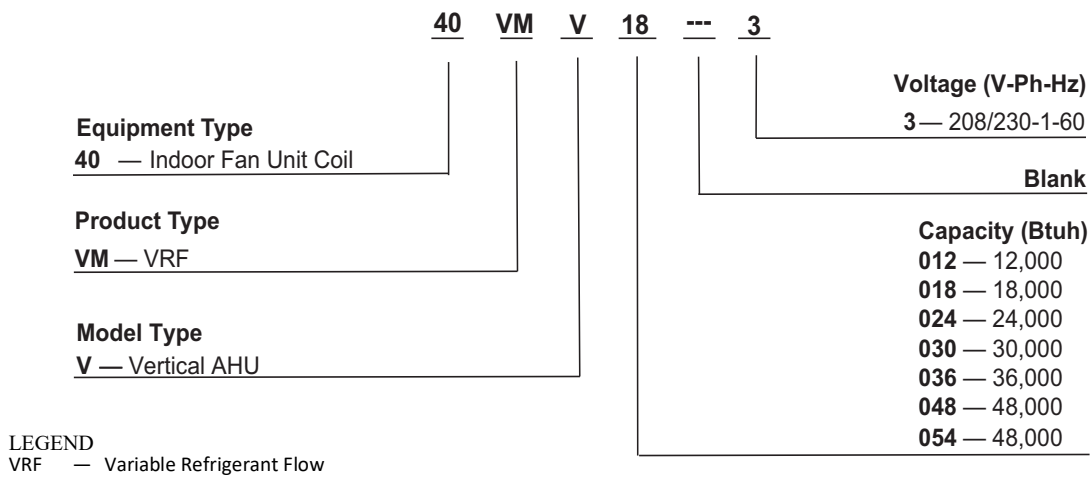 40 VM V 18 --- 3
Equipment Type
40 — Indoor Fan Unit Coil
Product Type
VM — VRF
Model Type
V — Vertical AHU
Voltage (V-Ph-Hz)
3— 208/230-1-60
Blank
Capacity (Btuh)
012 — 12,000
018 — 18,000
024 — 24,000
030 — 30,000
036 — 36,000
048 — 48,000
054 — 48,000
LEGEND
VRF — Variable Refrigerant Flow